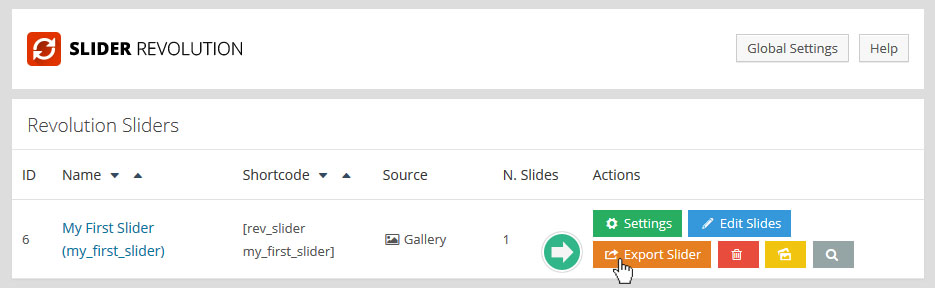 SLIDER REVOLUTION
Global Settings
Help
Revolution Sliders
ID Name Shortcode Source N. Slides Actions
6
My First Slider
(my_first_slider)
[rev_slider
my_first_slider]
Gallery
1
Settings
Edit Slides
Export Slider